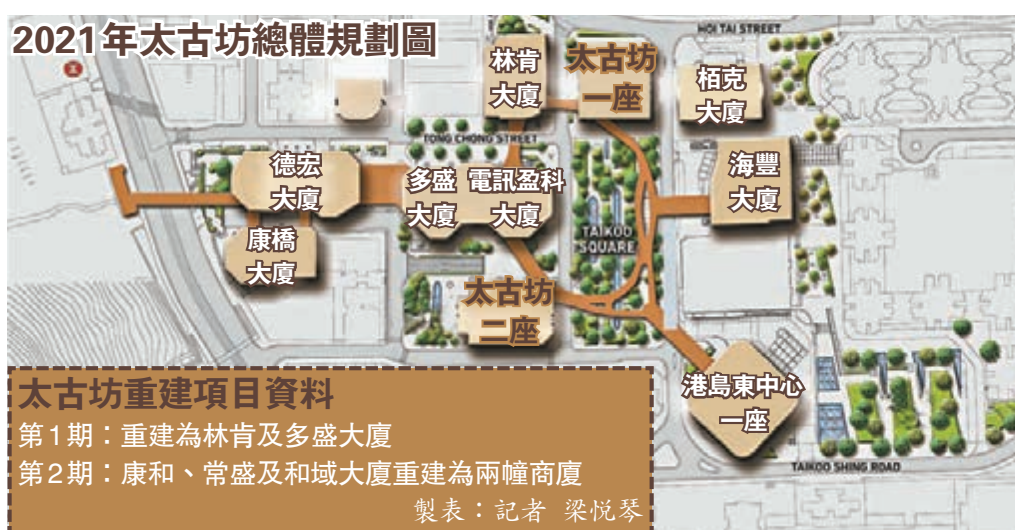 2021年太古坊總體規劃圖
HOI TAI STREET
林肯
大廈
太古坊
一座
栢克
大廈
TONG CHONG STREET
德宏
大廈
多盛
大廈
電訊盈科
大廈
海豐
大廈
康橋
大廈
TAIKOO
SQUARE
太古坊
二座
港島東中心
一座
TAIKOO SHING ROAD
太古坊重建項目資料
第1期：重建為林肯及多盛大廈
第2期：康和、常盛及和域大廈重建為兩幢商廈
製表：記者 梁悅琴